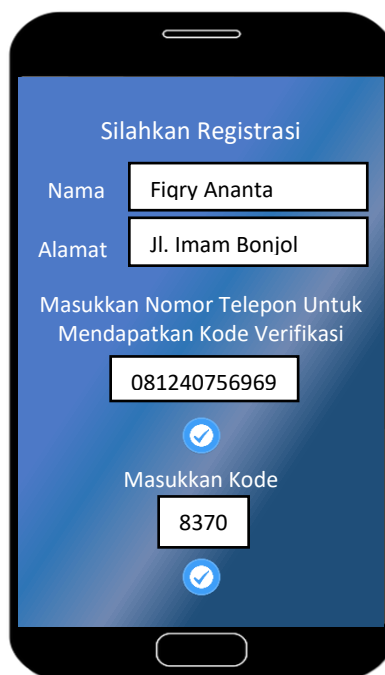 Silahkan Registrasi
Nama Fiqry Ananta
Alamat Jl. Imam Bonjol
Masukkan Nomor Telepon Untuk
Mendapatkan Kode Verifikasi
081240756969
Masukkan Kode
8370